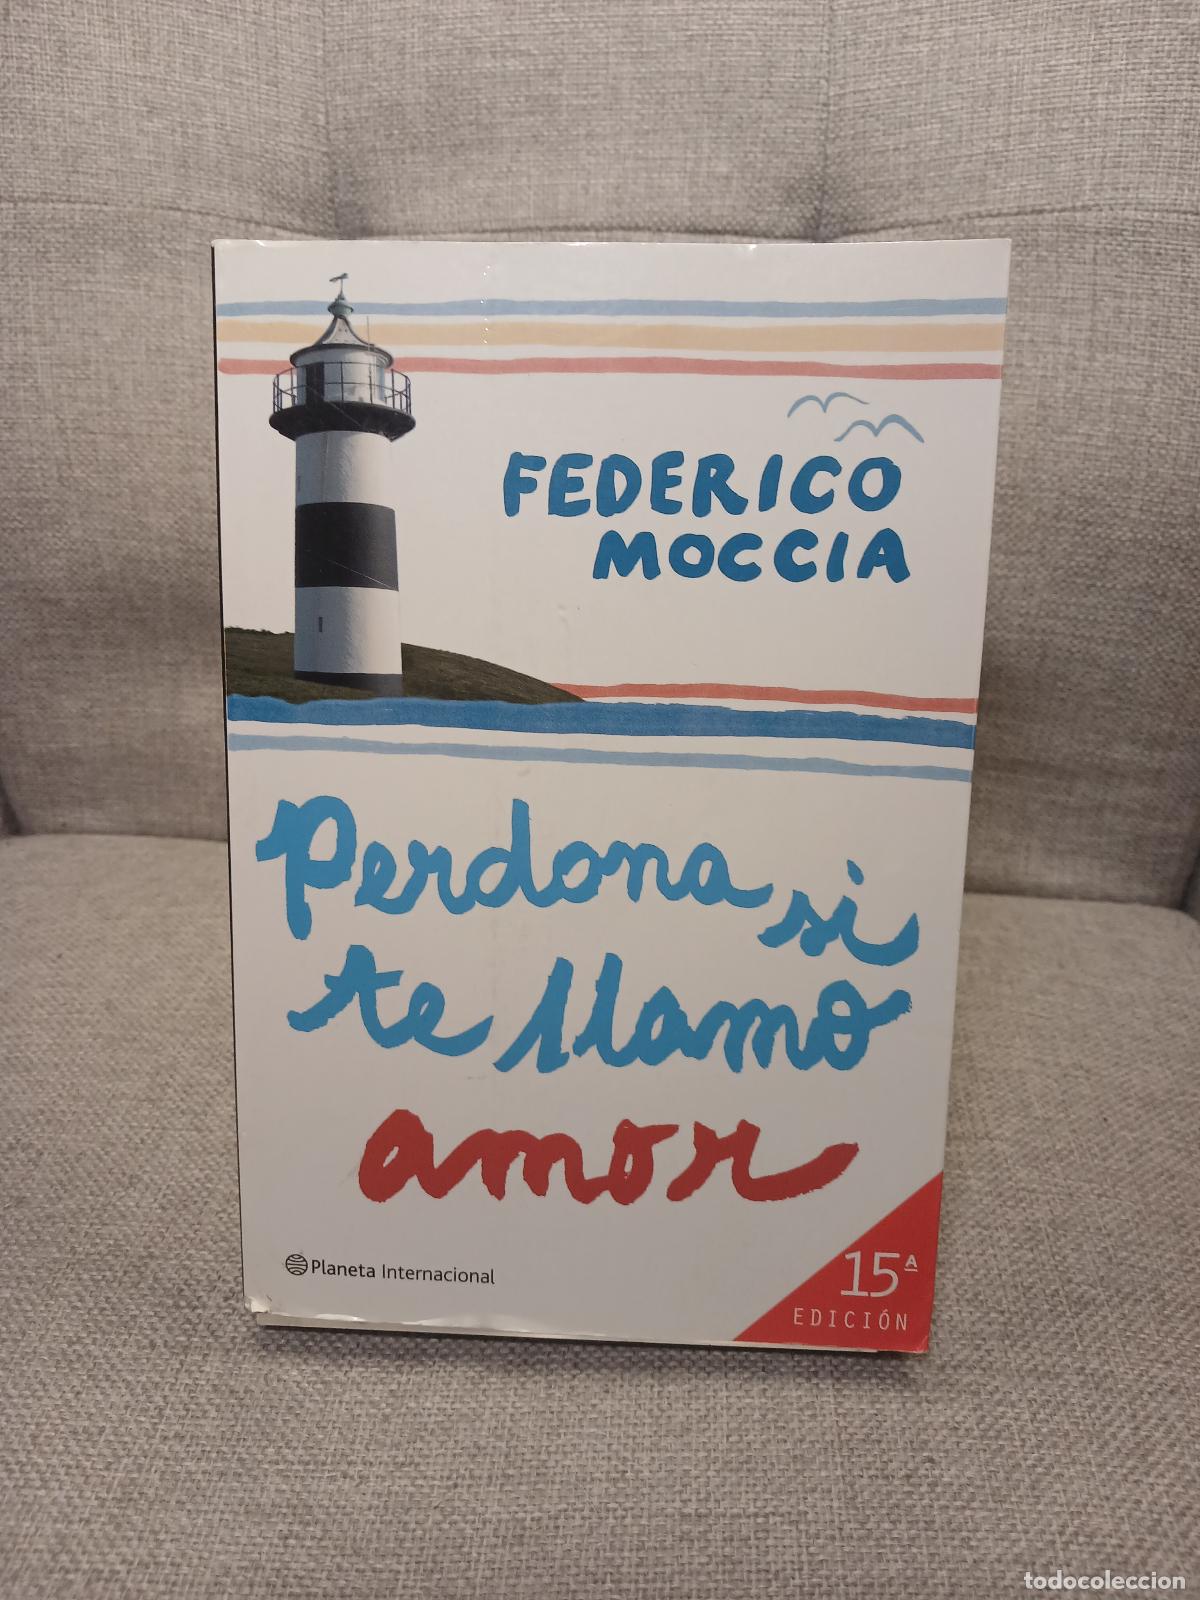 FEDERICO
MOCCIA
Perdona si
te llamo
amor
Planeta Internacional
15ª
EDICIÓN
todocoleccion